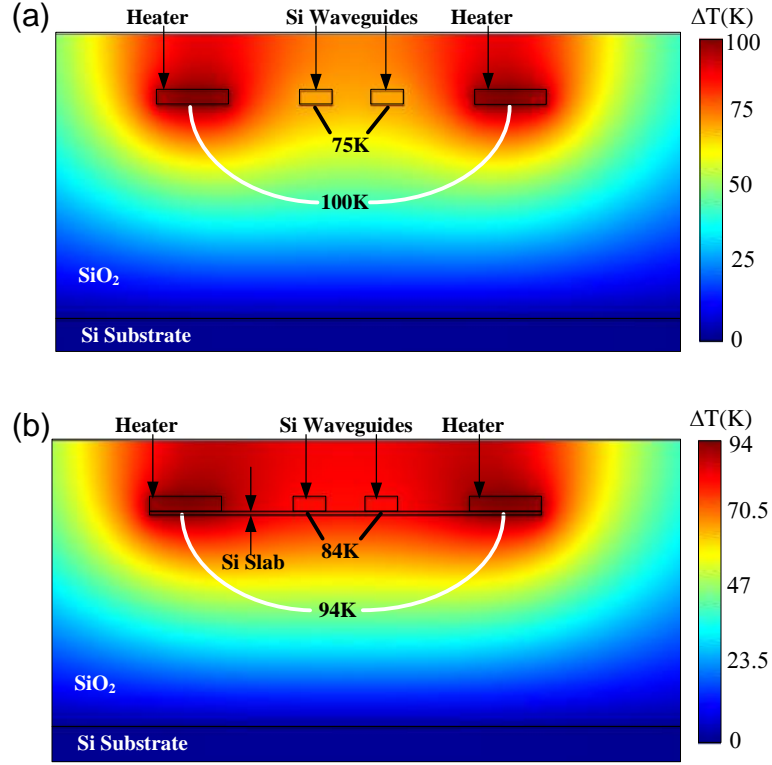 (a)
Heater
Si Waveguides
Heater
ΔT(K)
100
75
50
25
0
75K
100K
SiO₂
Si Substrate
(b)
Heater
Si Waveguides
Heater
ΔT(K)
94
70.5
47
23.5
0
84K
Si Slab
94K
SiO₂
Si Substrate